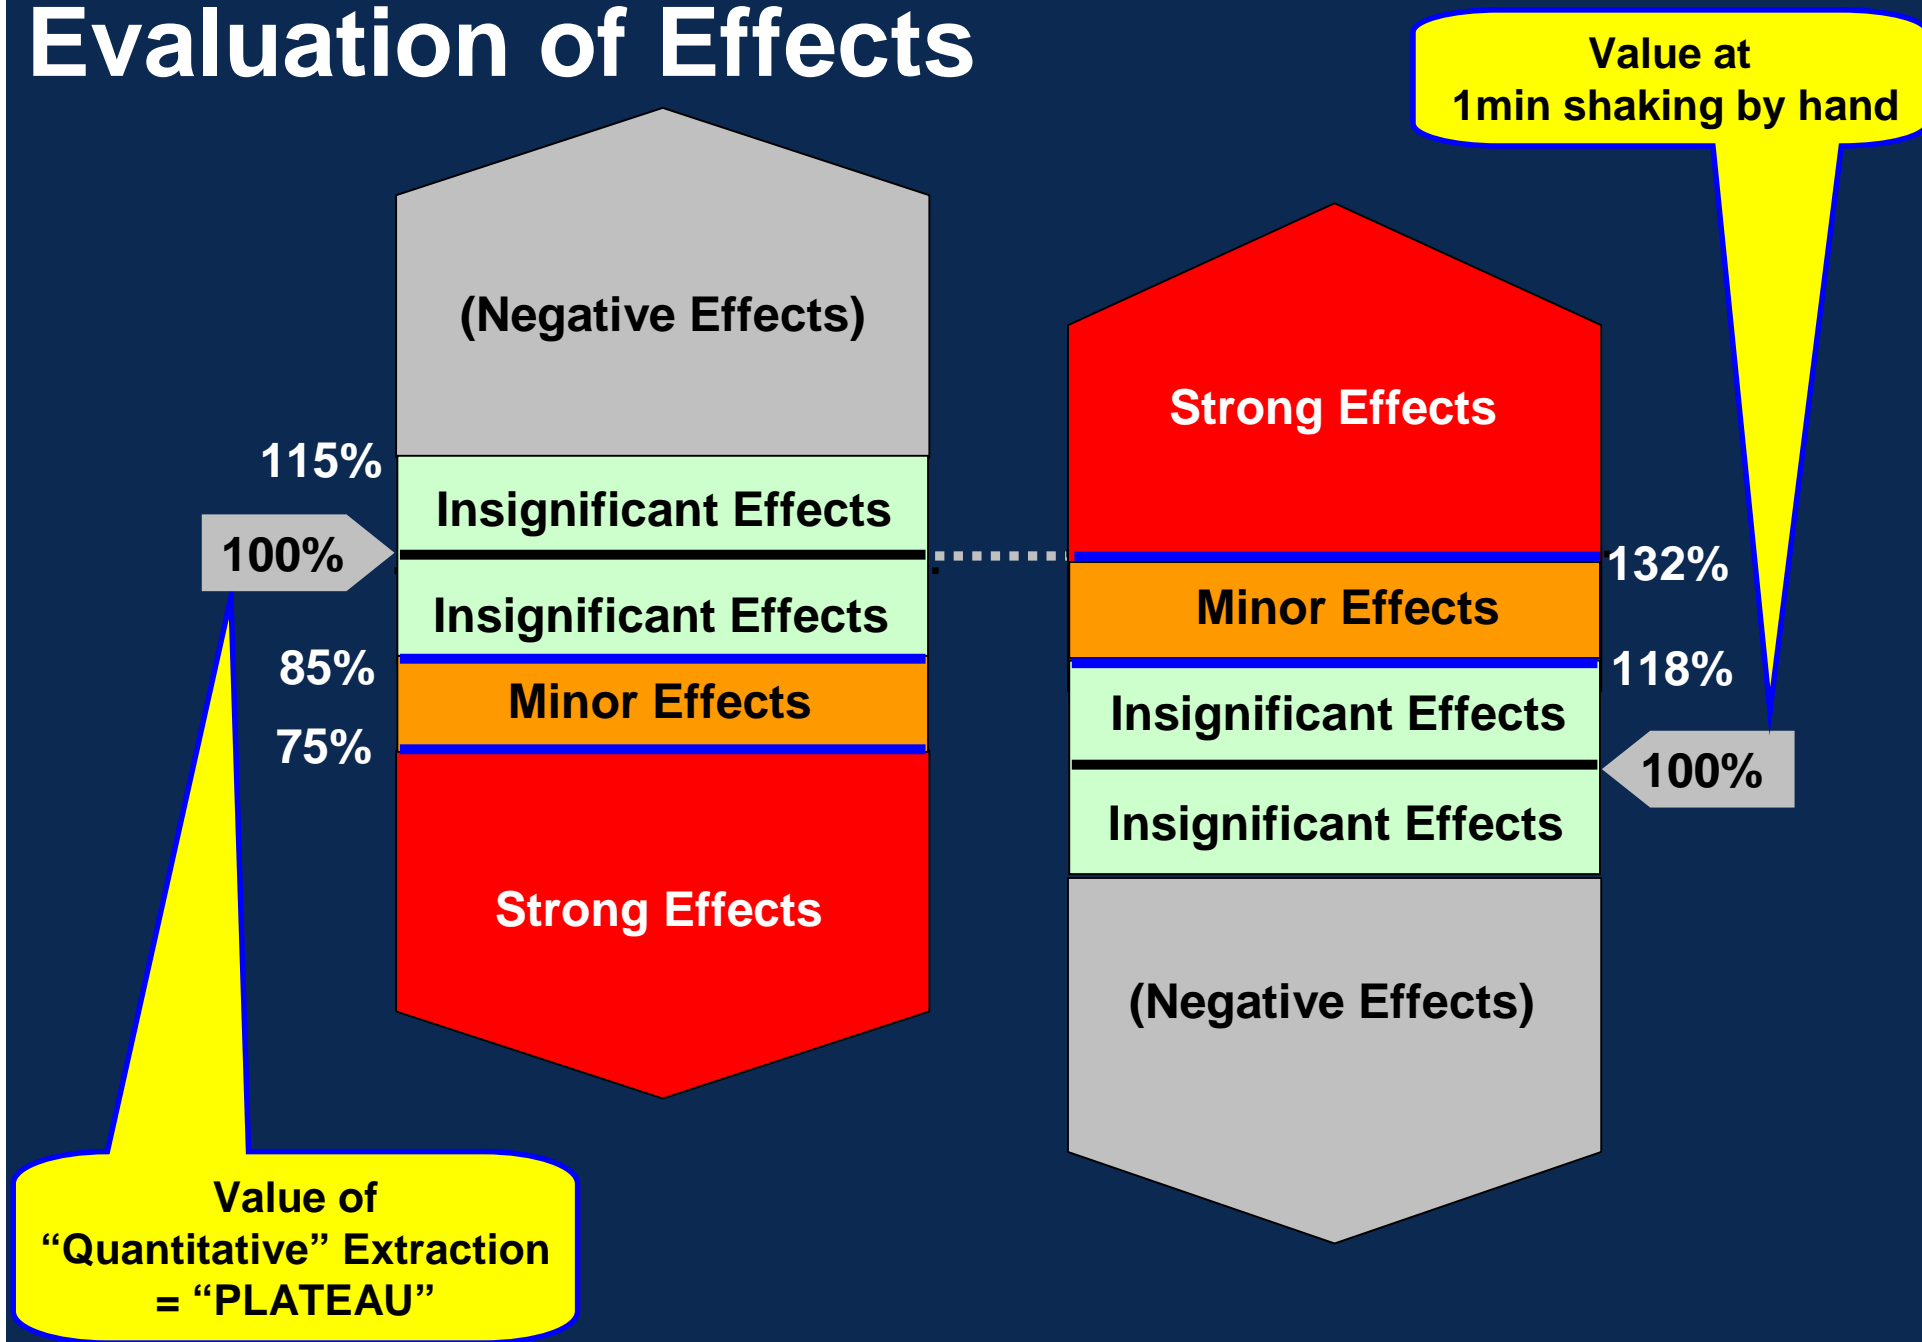 Evaluation of Effects
Value at
1min shaking by hand
(Negative Effects)
115%
Insignificant Effects
100%
Insignificant Effects
85%
Minor Effects
75%
Strong Effects
Value of
“Quantitative” Extraction
= “PLATEAU”
Strong Effects
132%
Minor Effects
118%
Insignificant Effects
100%
Insignificant Effects
(Negative Effects)